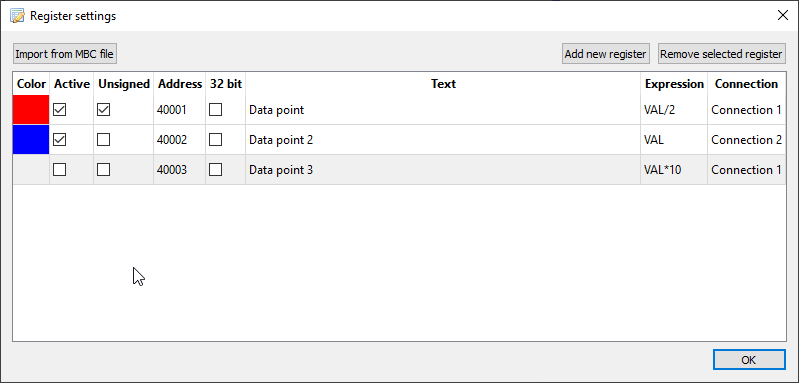 Register settings
Import from MBC file Add new register Remove selected register
Color Active Unsigned Address 32 bit Text Expression Connection
40001 Data point VAL/2 Connection 1
40002 Data point 2 VAL Connection 2
40003 Data point 3 VAL*10 Connection 1
OK